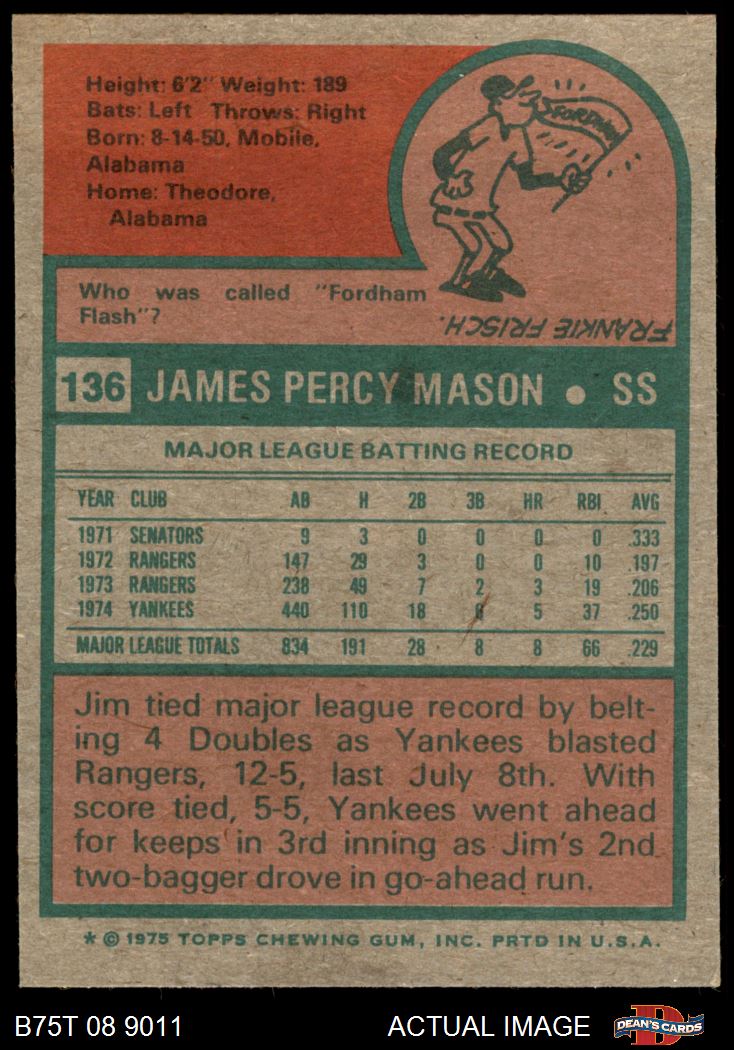 Height: 6'2" Weight: 189
Bats: Left Throws: Right
Born: 8-14-50, Mobile,
Alabama
Home: Theodore,
Alabama
FORDHAM
Who was called "Fordham
Flash"?
FRANKIE FRISCH.
136 JAMES PERCY MASON ● SS
MAJOR LEAGUE BATTING RECORD
YEAR CLUB AB H 2B 3B HR RBI AVG
1971 SENATORS 9 3 0 0 0 0 .333
1972 RANGERS 147 29 3 0 0 10 .197
1973 RANGERS 238 49 7 2 3 19 .206
1974 YANKEES 440 110 18 6 5 37 .250
MAJOR LEAGUE TOTALS 834 191 28 8 8 66 .229
Jim tied major league record by belt-
ing 4 Doubles as Yankees blasted
Rangers, 12-5, last July 8th. With
score tied, 5-5, Yankees went ahead
for keeps in 3rd inning as Jim's 2nd
two-bagger drove in go-ahead run.
* © 1975 TOPPS CHEWING GUM, INC. PRTD IN U.S.A.
B75T 08 9011 ACTUAL IMAGE D DEAN'S CARDS